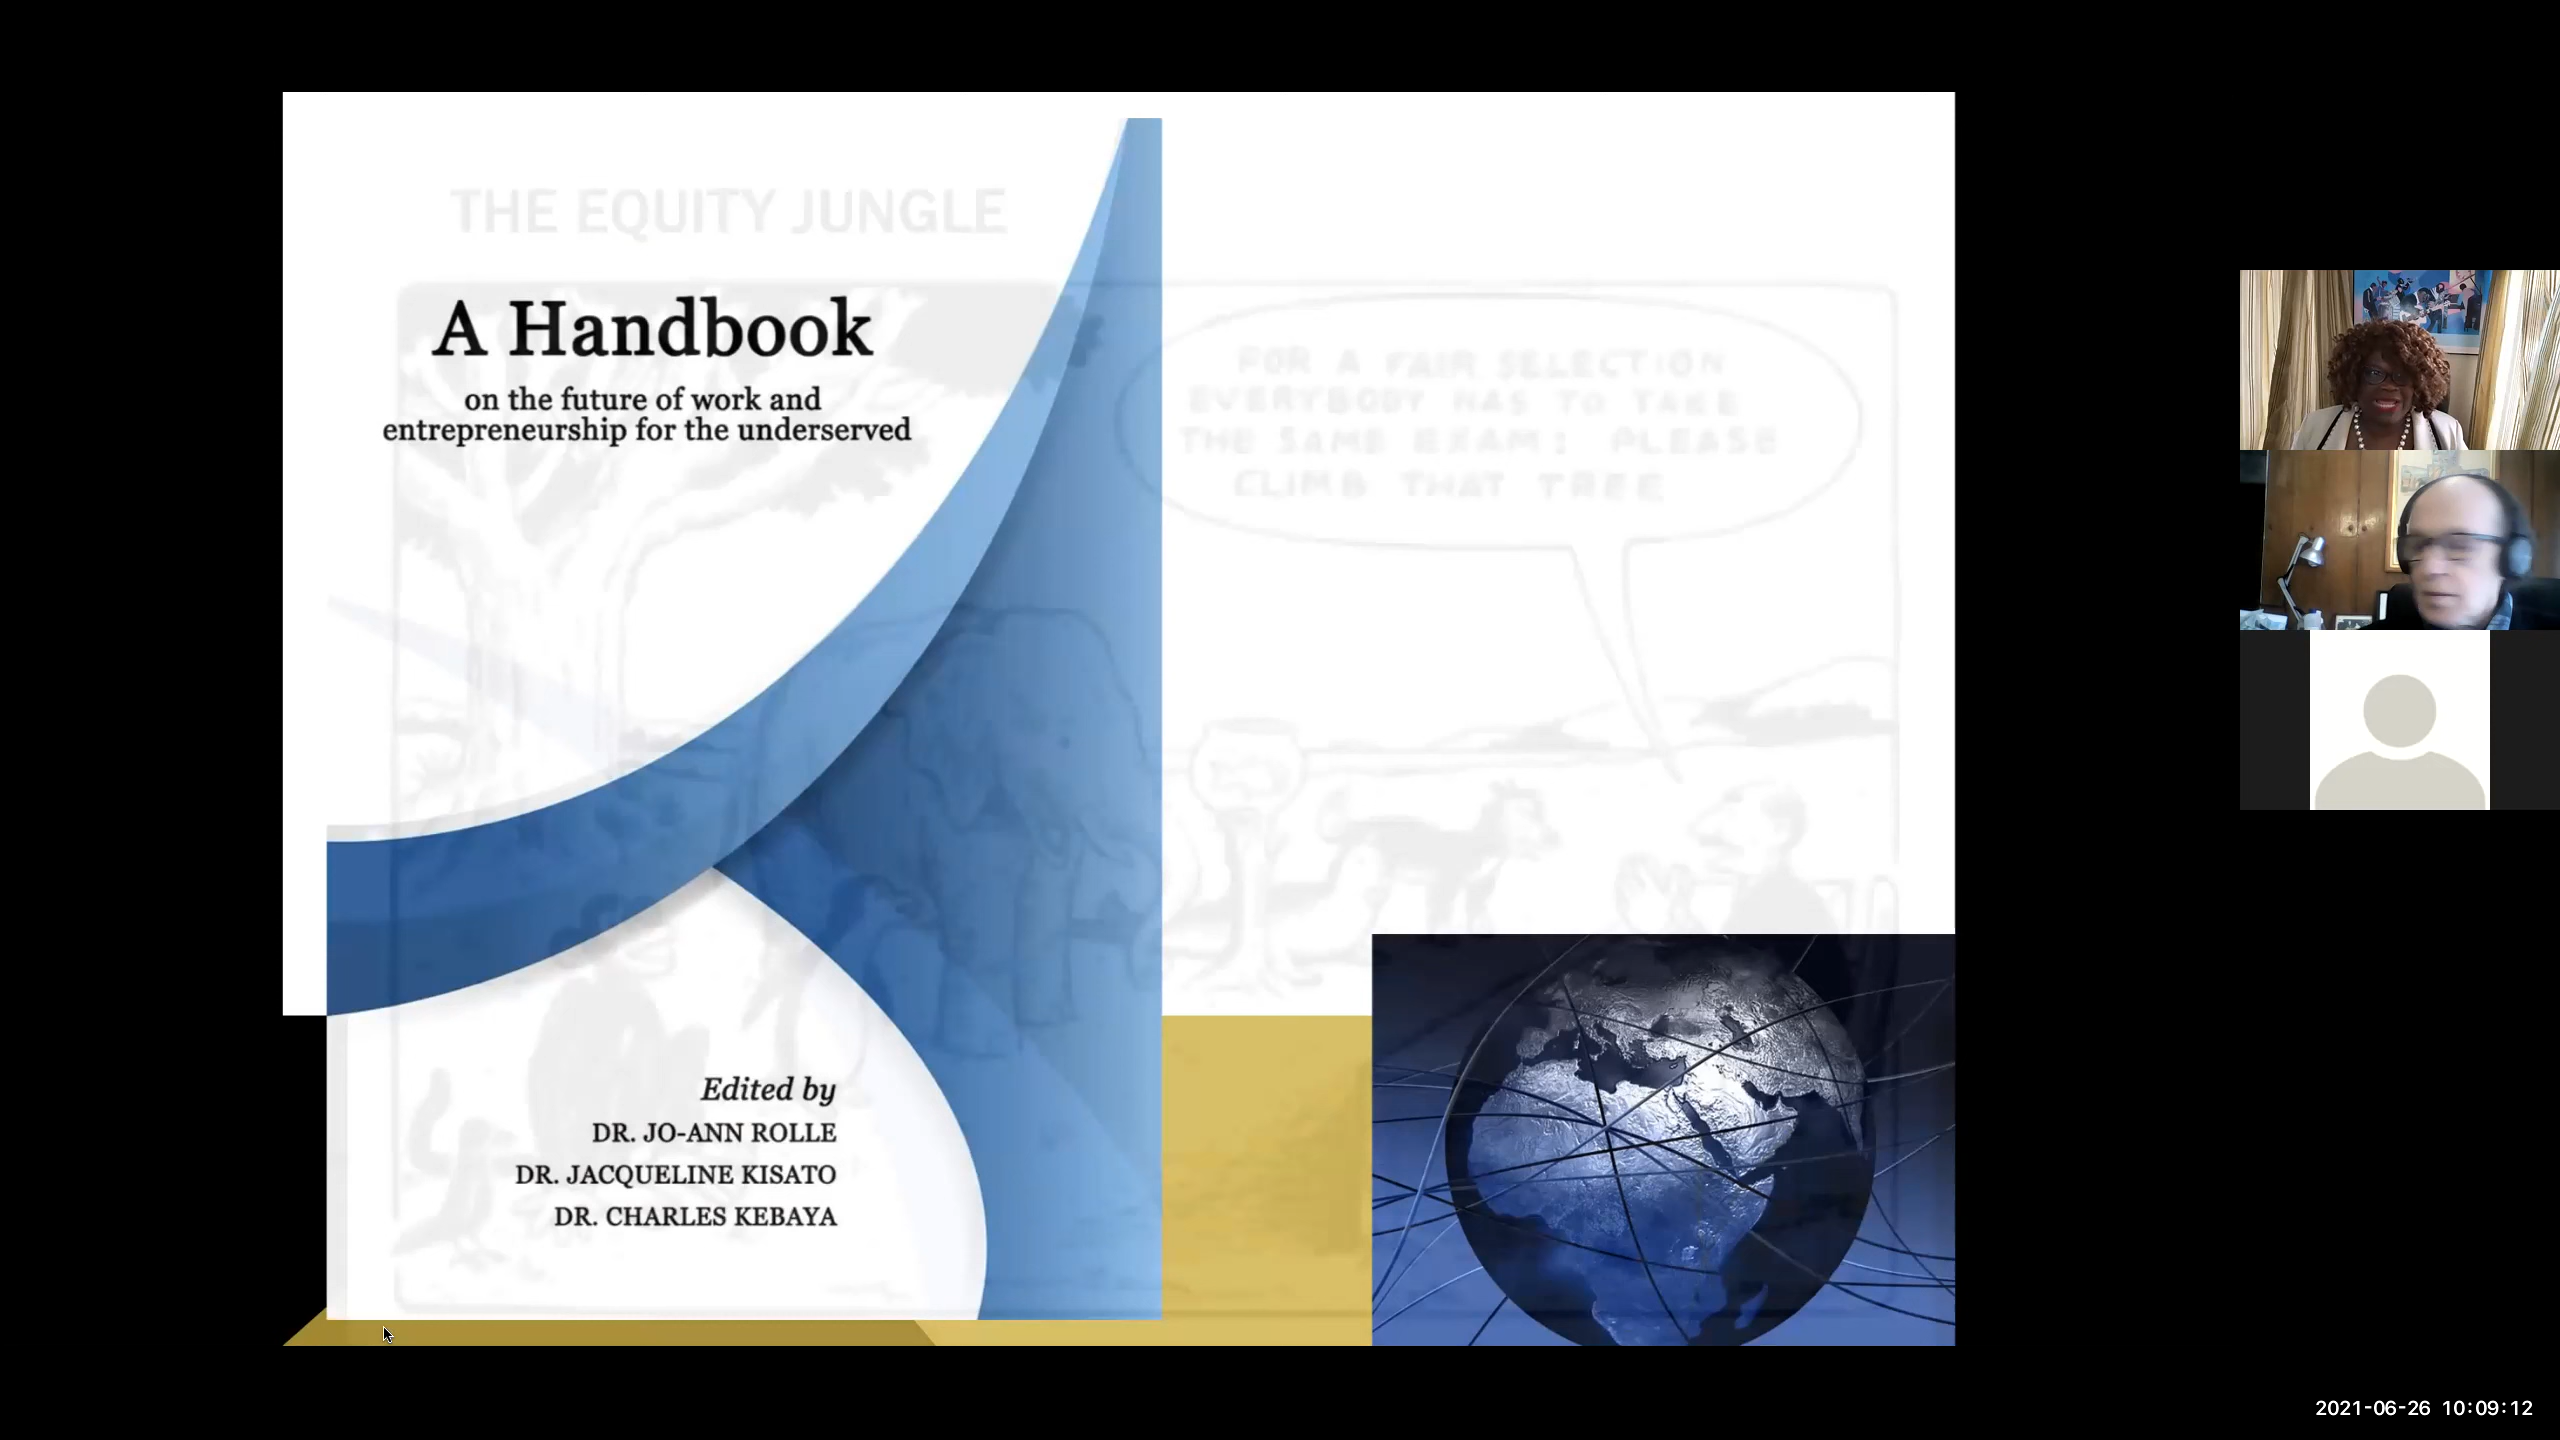 THE EQUITY JUNGLE
A Handbook
on the future of work and
entrepreneurship for the underserved
FOR A FAIR SELECTION
EVERYBODY HAS TO TAKE
THE SAME EXAM: PLEASE
CLIMB THAT TREE
Edited by
DR. JO-ANN ROLLE
DR. JACQUELINE KISATO
DR. CHARLES KEBAYA
2021-06-26 10:09:12